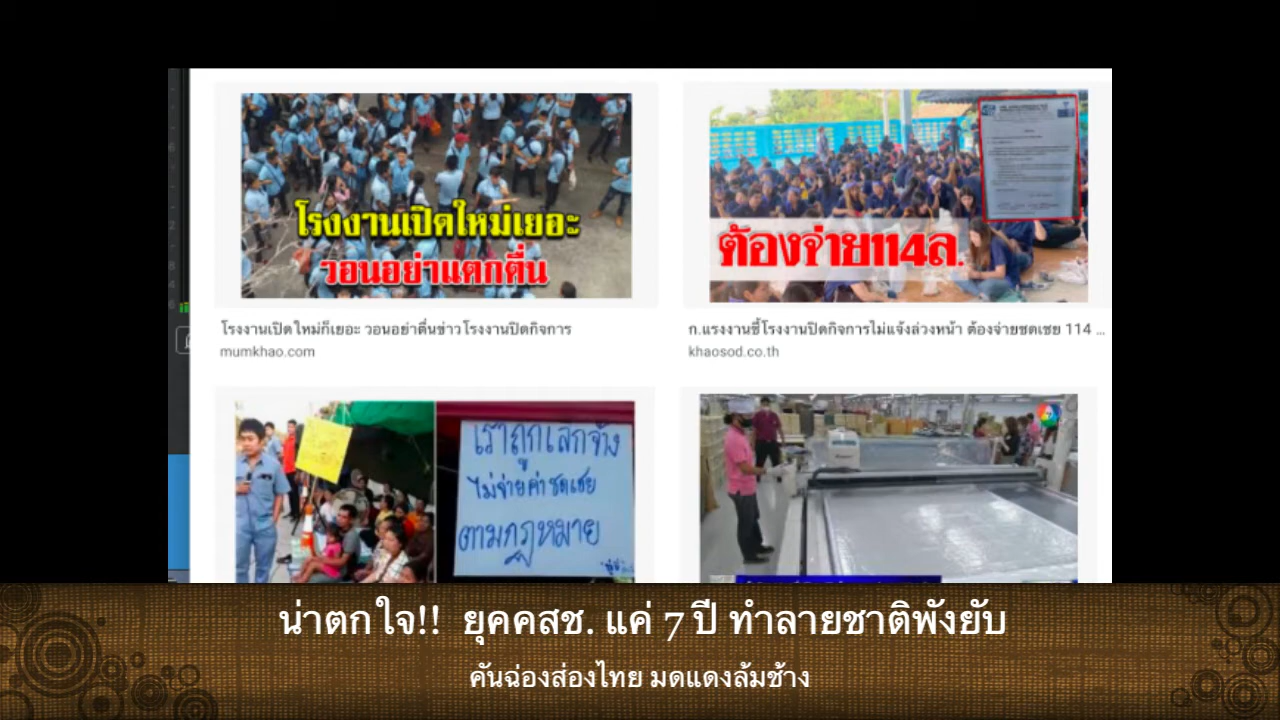 โรงงานเปิดใหม่เยอะ
วอนอย่าแตกตื่น
ต้องจ่าย114ล.
โรงงานเปิดใหม่ก็เยอะ วอนอย่าตื่นข่าวโรงงานปิดกิจการ
mumkhao.com
ก.แรงงานชี้โรงงานปิดกิจการไม่แจ้งล่วงหน้า ต้องจ่ายชดเชย 114 ...
khaosod.co.th
เราถูกเลิกจ้าง
ไม่จ่ายค่าชดเชย
ตามกฎหมาย
น่าตกใจ!! ยุคคสช. แค่ 7 ปี ทำลายชาติพังยับ
คันฉ่องส่องไทย มดแดงล้มช้าง